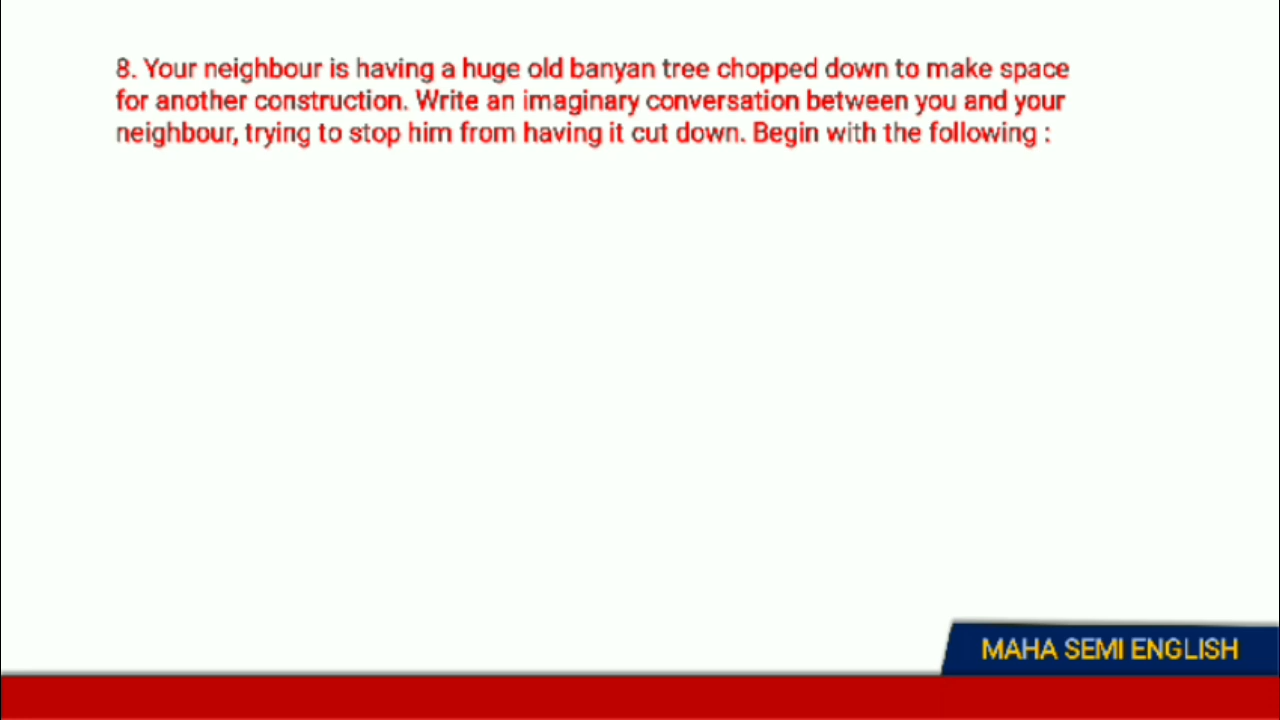 8. Your neighbour is having a huge old banyan tree chopped down to make space
for another construction. Write an imaginary conversation between you and your
neighbour, trying to stop him from having it cut down. Begin with the following :
MAHA SEMI ENGLISH